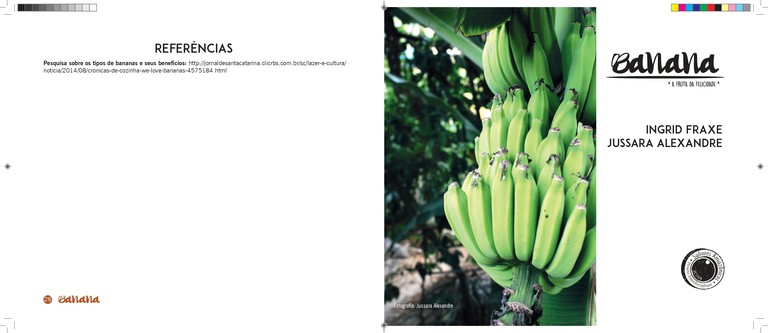 REFERÊNCIAS
Pesquisa sobre os tipos de bananas e seus benefícios: http://jornaldesantacatarina.clicrbs.com.br/sc/lazer-e-cultura/
noticia/2014/08/cronicas-de-cozinha-we-love-bananas-4575184.html
28 Banana
Fotografia: Jussara Alexandre
Banana
"A FRUTA DA FELICIDADE"
INGRID FRAXE
JUSSARA ALEXANDRE